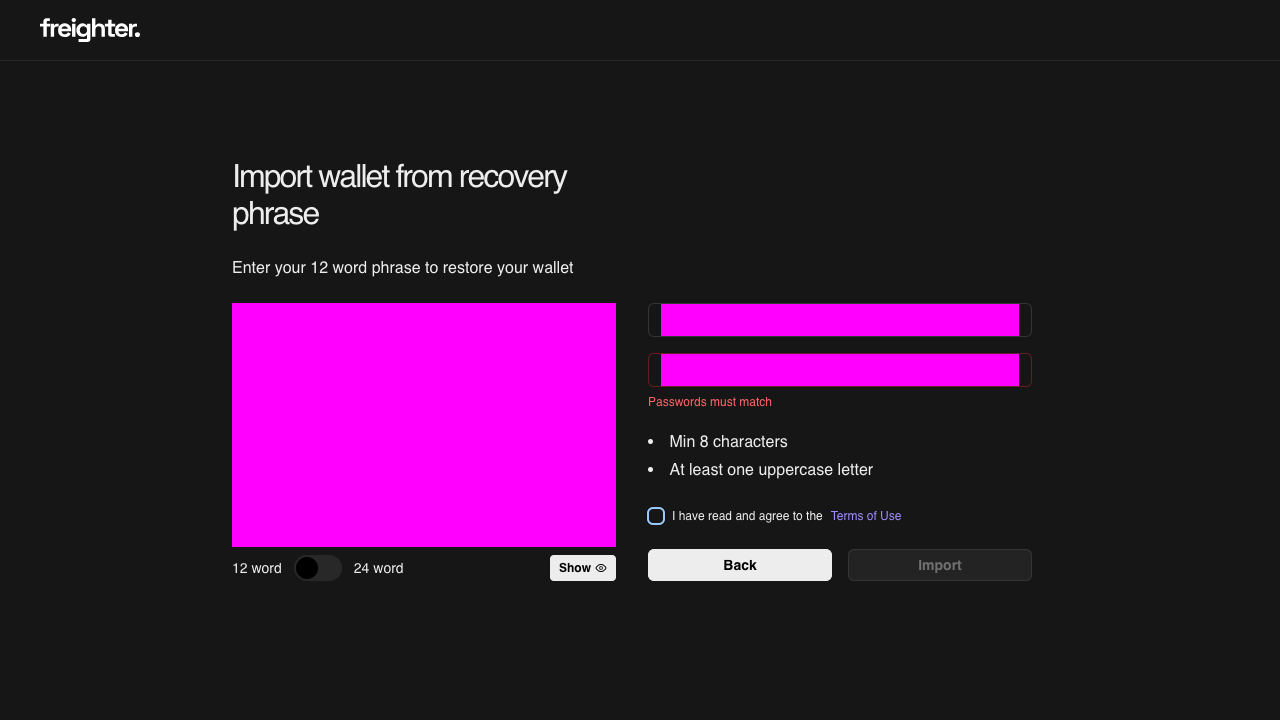 freighter.
Import wallet from recovery
phrase
Enter your 12 word phrase to restore your wallet
12 word
24 word
Show
Passwords must match
Min 8 characters
At least one uppercase letter
I have read and agree to the Terms of Use
Back
Import